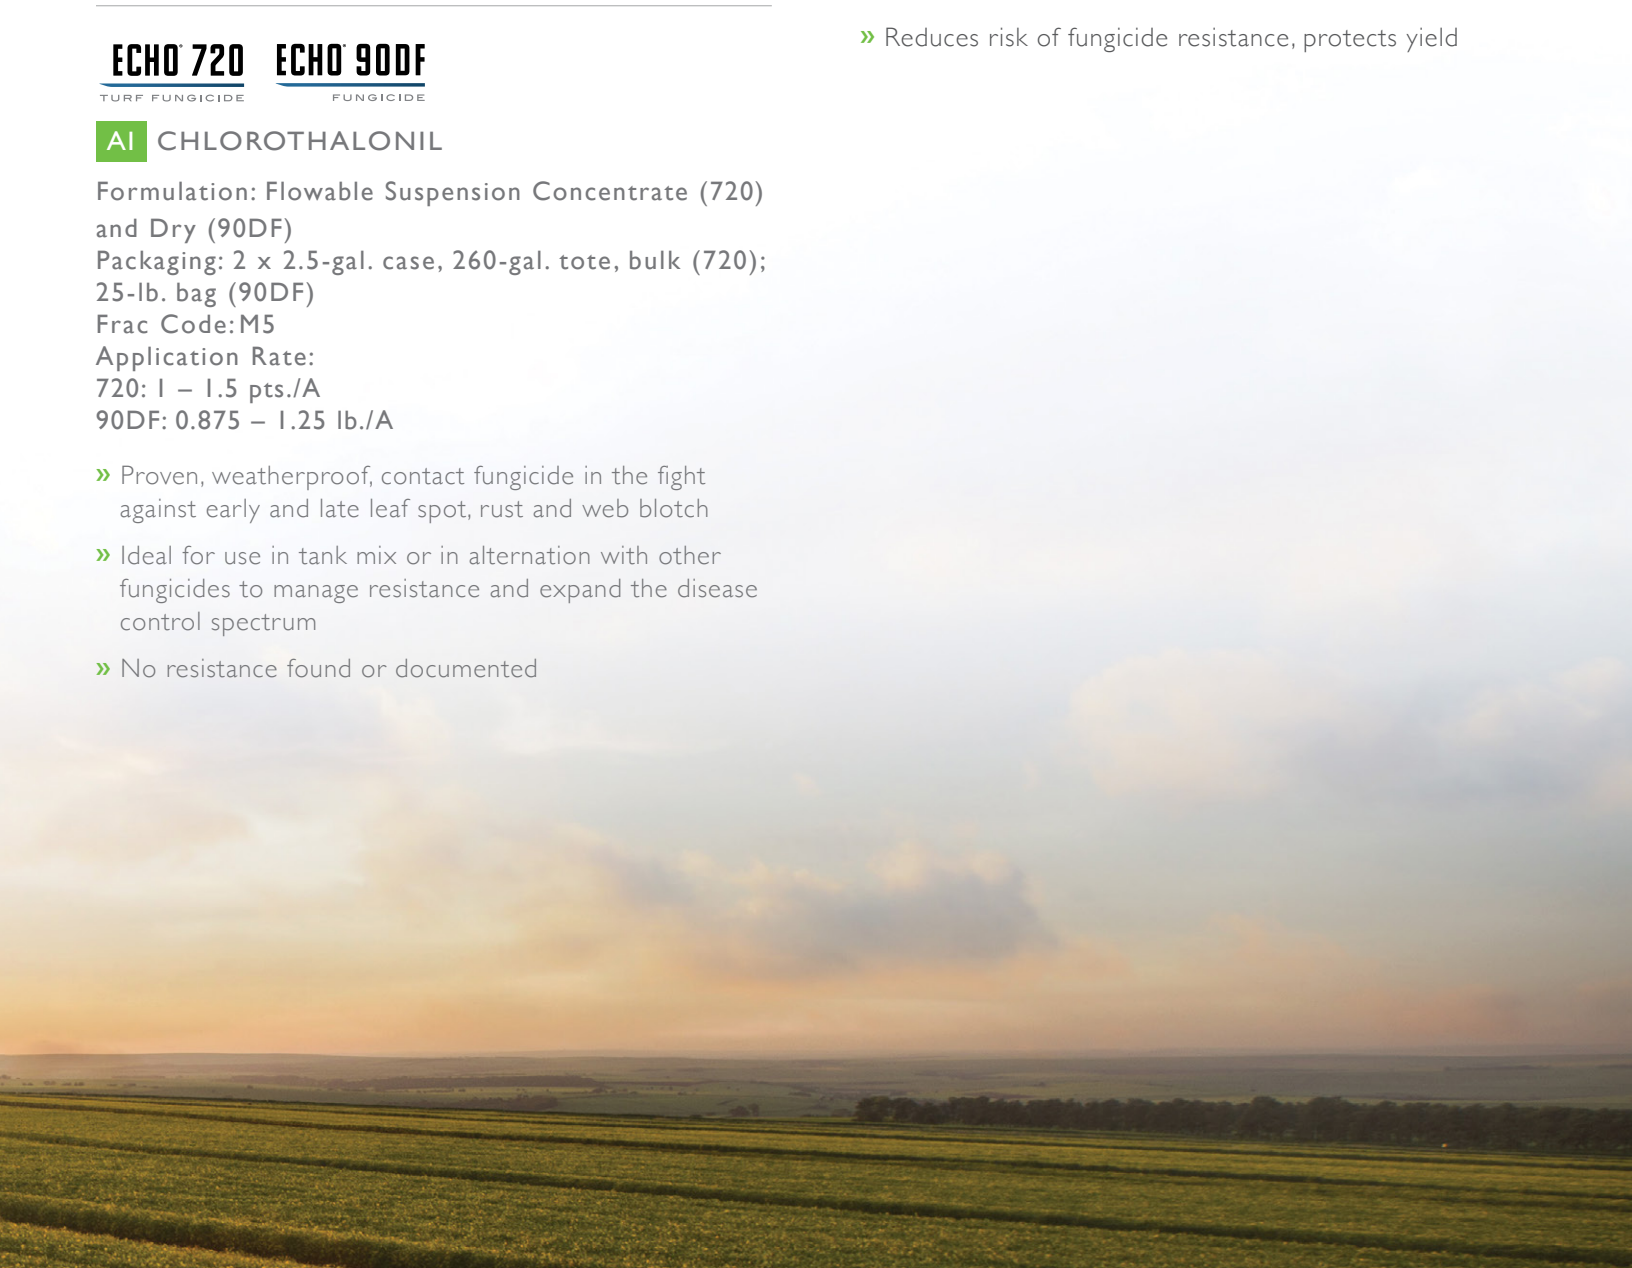 ECHO® 720 ECHO® 90DF
TURF FUNGICIDE FUNGICIDE
AI CHLOROTHALONIL
Formulation: Flowable Suspension Concentrate (720)
and Dry (90DF)
Packaging: 2 x 2.5-gal. case, 260-gal. tote, bulk (720);
25-lb. bag (90DF)
Frac Code: M5
Application Rate:
720: 1 – 1.5 pts./A
90DF: 0.875 – 1.25 lb./A
» Proven, weatherproof, contact fungicide in the fight
against early and late leaf spot, rust and web blotch
» Ideal for use in tank mix or in alternation with other
fungicides to manage resistance and expand the disease
control spectrum
» No resistance found or documented
» Reduces risk of fungicide resistance, protects yield